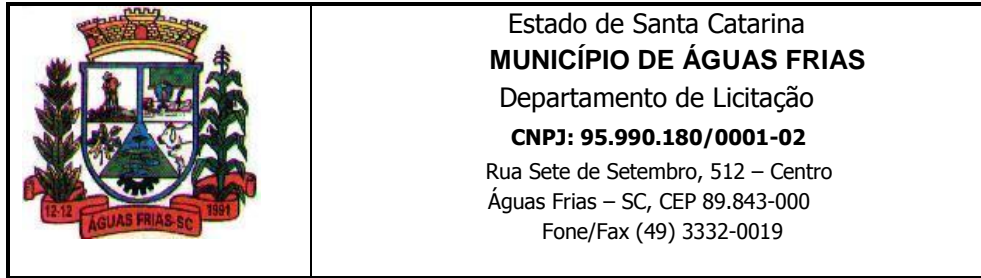 12-12
ÁGUAS FRIAS-SC
1991
Estado de Santa Catarina
MUNICÍPIO DE ÁGUAS FRIAS
Departamento de Licitação
CNPJ: 95.990.180/0001-02
Rua Sete de Setembro, 512 – Centro
Águas Frias – SC, CEP 89.843-000
Fone/Fax (49) 3332-0019